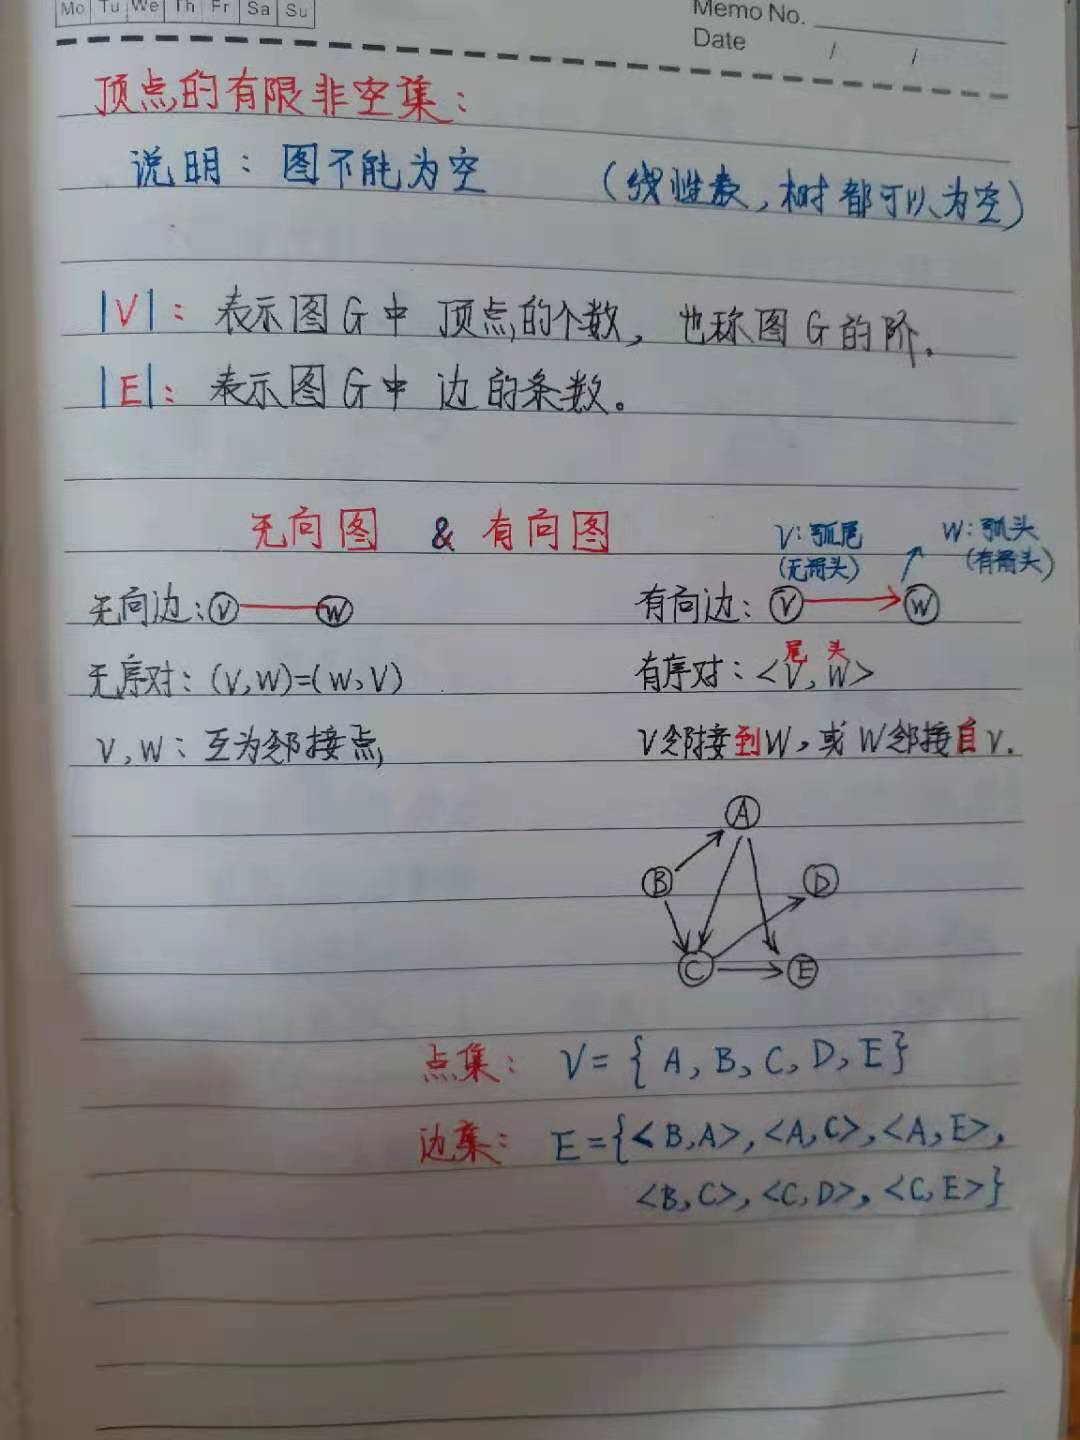 Mo Tu We Th Fr Sa Su
Memo No.
Date / /
顶点的有限非空集：
说明：图不能为空 （线性表，树都可以为空）
|V|：表示图G中 顶点的个数，也称图G的阶.
|E|：表示图G中 边的条数。
无向图 & 有向图
V：弧尾 W：弧头
(无箭头) (有箭头)
无向边：V W 有向边：V W
尾 头
无序对：(V,W)=(W,V) 有序对：<V,W>
V,W：互为邻接点 V邻接到W，或W邻接自V.
A
B D
C E
点集：V={A,B,C,D,E}
边集：E={<B,A>,<A,C>,<A,E>,
<B,C>,<C,D>,<C,E>}